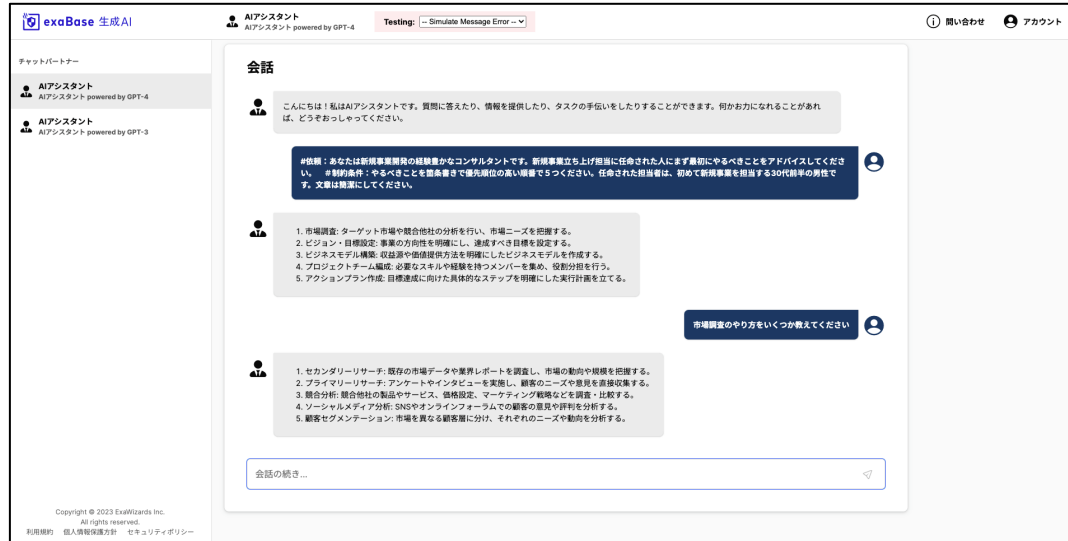 exaBase 生成AI
AIアシスタント
AIアシスタント powered by GPT-4
Testing: -- Simulate Message Error --
問い合わせ
アカウント
チャットパートナー
AIアシスタント
AIアシスタント powered by GPT-4
AIアシスタント
AIアシスタント powered by GPT-3
会話
こんにちは！私はAIアシスタントです。質問に答えたり、情報を提供したり、タスクの手伝いをしたりすることができます。何かお力になれることがあれ
ば、どうぞおっしゃってください。
#依頼：あなたは新規事業開発の経験豊かなコンサルタントです。新規事業立ち上げ担当に任命された人にまず最初にやるべきことをアドバイスしてくださ
い。 #制約条件：やるべきことを箇条書きで優先順位の高い順番で５つください。任命された担当者は、初めて新規事業を担当する30代前半の男性で
す。文章は簡潔にしてください。
1. 市場調査: ターゲット市場や競合他社の分析を行い、市場ニーズを把握する。
2. ビジョン・目標設定: 事業の方向性を明確にし、達成すべき目標を設定する。
3. ビジネスモデル構築: 収益源や価値提供方法を明確にしたビジネスモデルを作成する。
4. プロジェクトチーム編成: 必要なスキルや経験を持つメンバーを集め、役割分担を行う。
5. アクションプラン作成: 目標達成に向けた具体的なステップを明確にした実行計画を立てる。
市場調査のやり方をいくつか教えてください
1. セカンダリーリサーチ: 既存の市場データや業界レポートを調査し、市場の動向や規模を把握する。
2. プライマリーリサーチ: アンケートやインタビューを実施し、顧客のニーズや意見を直接収集する。
3. 競合分析: 競合他社の製品やサービス、価格設定、マーケティング戦略などを調査・比較する。
4. ソーシャルメディア分析: SNSやオンラインフォーラムでの顧客の意見や評判を分析する。
5. 顧客セグメンテーション: 市場を異なる顧客層に分け、それぞれのニーズや動向を分析する。
会話の続き...
Copyright © 2023 ExaWizards Inc.
All rights reserved.
利用規約 個人情報保護方針 セキュリティポリシー